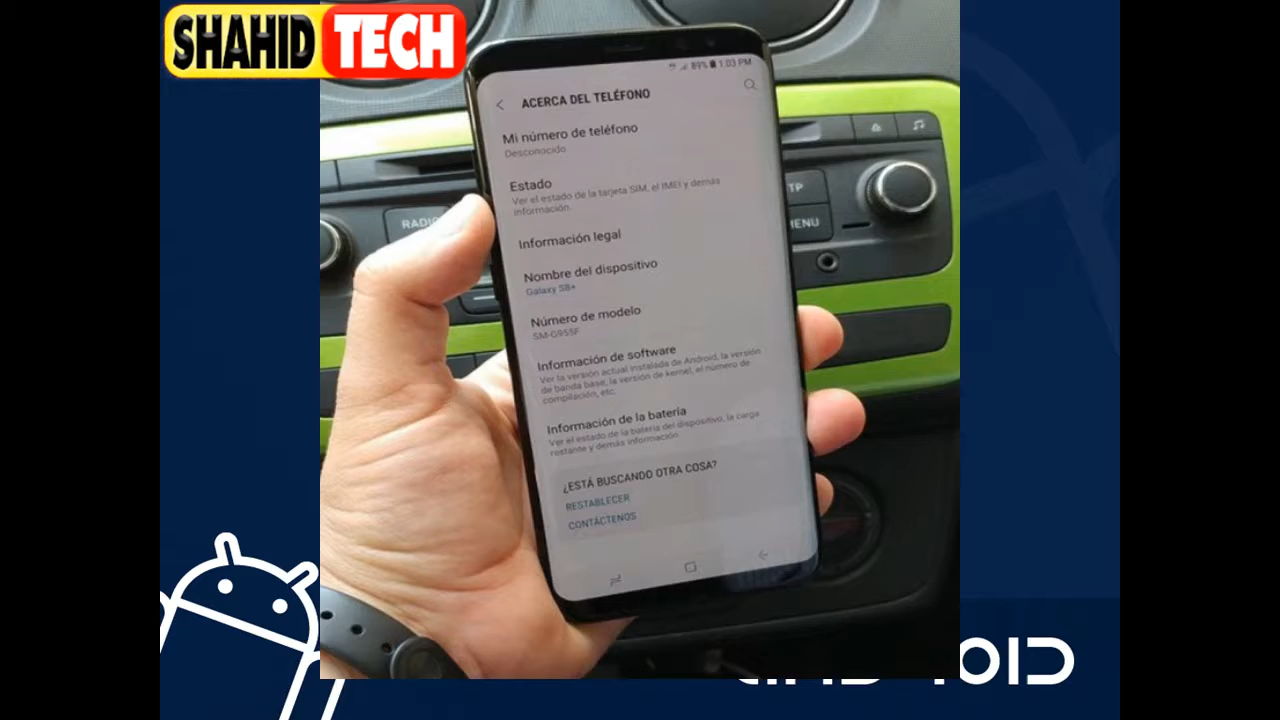 SHAHID TECH
89% 1:03 PM
ACERCA DEL TELÉFONO
Mi número de teléfono
Desconocido
Estado
Ver el estado de la tarjeta SIM, el IMEI y demás
información.
Información legal
Nombre del dispositivo
Galaxy S8+
Número de modelo
SM-G955F
Información de software
Ver la versión actual instalada de Android, la versión
de banda base, la versión de kernel, el número de
compilación, etc.
Información de la batería
Ver el estado de la batería del dispositivo, la carga
restante y demás información.
¿ESTÁ BUSCANDO OTRA COSA?
RESTABLECER
CONTÁCTENOS
RADIO
TP
MENU